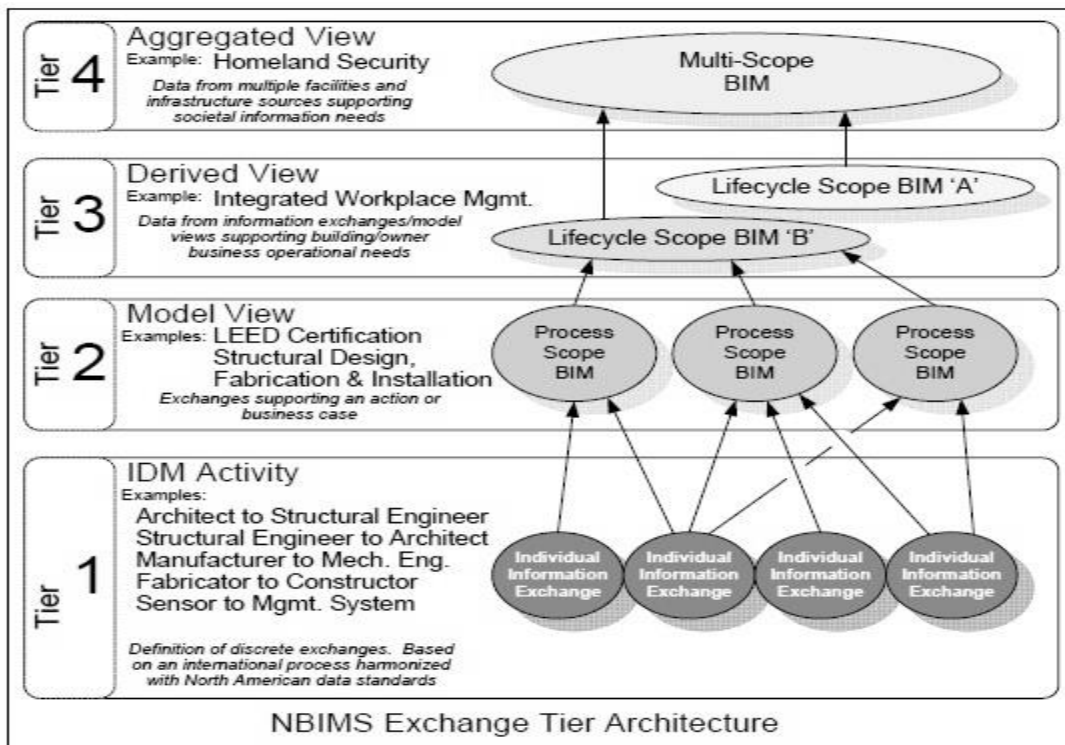 Tier 4
Aggregated View
Example: Homeland Security
Data from multiple facilities and
infrastructure sources supporting
societal information needs
Multi-Scope
BIM
Tier 3
Derived View
Example: Integrated Workplace Mgmt.
Data from information exchanges/model
views supporting building/owner
business operational needs
Lifecycle Scope BIM ‘A’
Lifecycle Scope BIM ‘B’
Tier 2
Model View
Examples: LEED Certification
Structural Design,
Fabrication & Installation
Exchanges supporting an action or
business case
Process
Scope
BIM
Process
Scope
BIM
Process
Scope
BIM
Tier 1
IDM Activity
Examples:
Architect to Structural Engineer
Structural Engineer to Architect
Manufacturer to Mech. Eng.
Fabricator to Constructor
Sensor to Mgmt. System
Definition of discrete exchanges. Based
on an international process harmonized
with North American data standards
Individual
Information
Exchange
Individual
Information
Exchange
Individual
Information
Exchange
Individual
Information
Exchange
NBIMS Exchange Tier Architecture